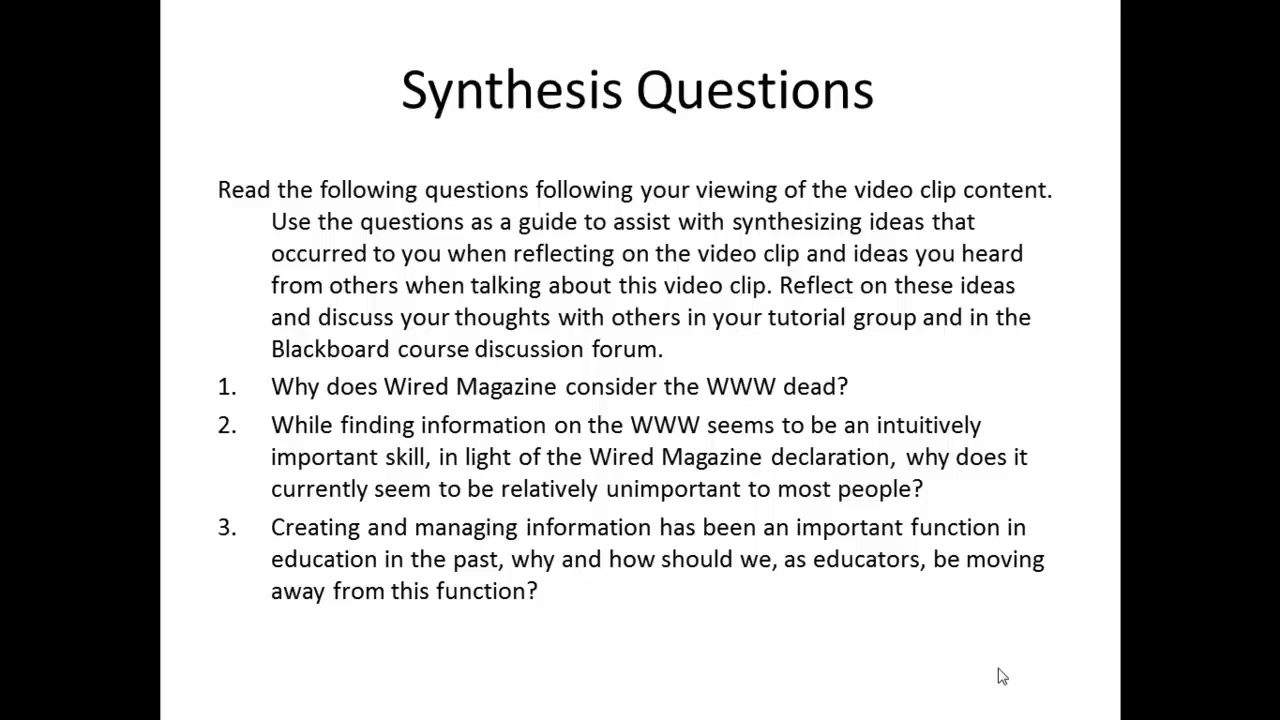 Synthesis Questions
Read the following questions following your viewing of the video clip content.
Use the questions as a guide to assist with synthesizing ideas that
occurred to you when reflecting on the video clip and ideas you heard
from others when talking about this video clip. Reflect on these ideas
and discuss your thoughts with others in your tutorial group and in the
Blackboard course discussion forum.
1. Why does Wired Magazine consider the WWW dead?
2. While finding information on the WWW seems to be an intuitively
important skill, in light of the Wired Magazine declaration, why does it
currently seem to be relatively unimportant to most people?
3. Creating and managing information has been an important function in
education in the past, why and how should we, as educators, be moving
away from this function?